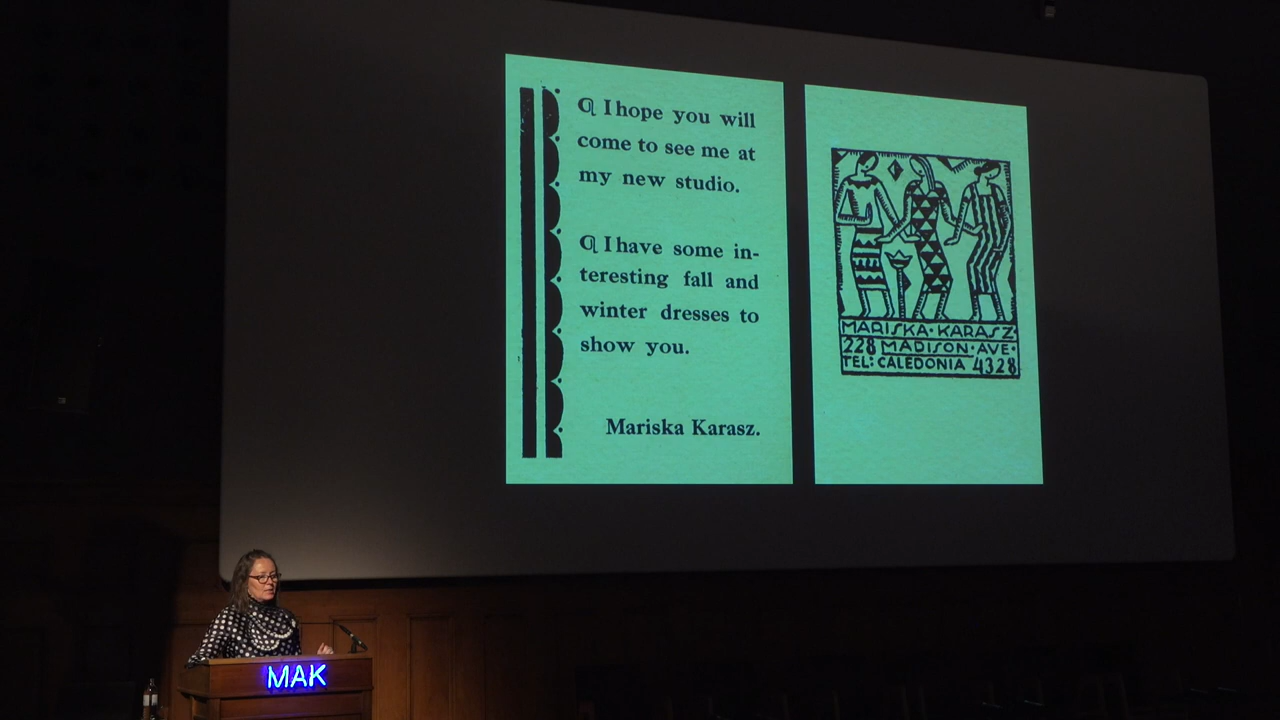 ¶ I hope you will
come to see me at
my new studio.
¶ I have some in-
teresting fall and
winter dresses to
show you.
Mariska Karasz.
MARISKA·KARASZ·
228 MADISON·AVE·
TEL: CALEDONIA 4328
MAK